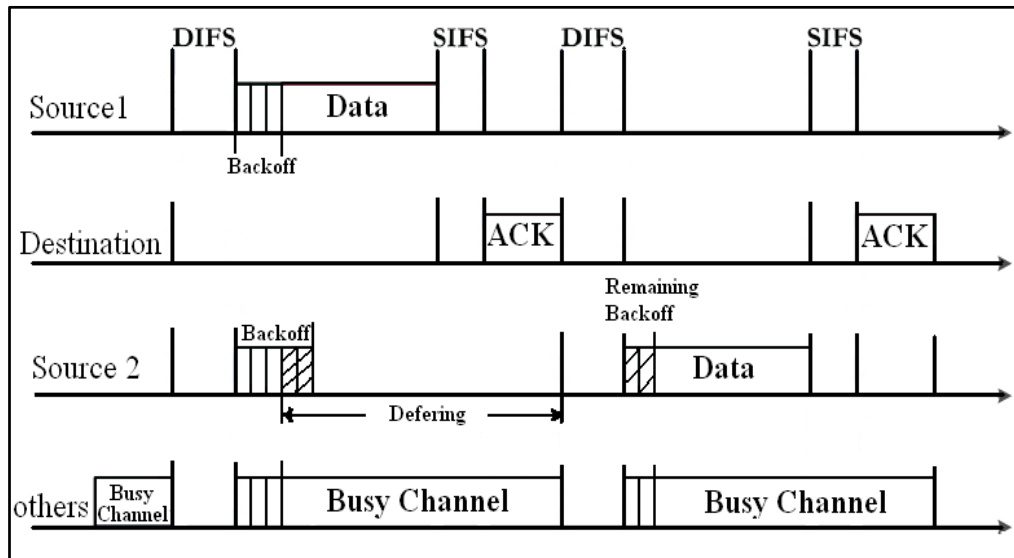 DIFS SIFS DIFS SIFS
Source1 Data
Backoff
Destination ACK ACK
Remaining
Backoff
Backoff
Source 2 Data
Defering
others Busy
Channel
Busy Channel Busy Channel